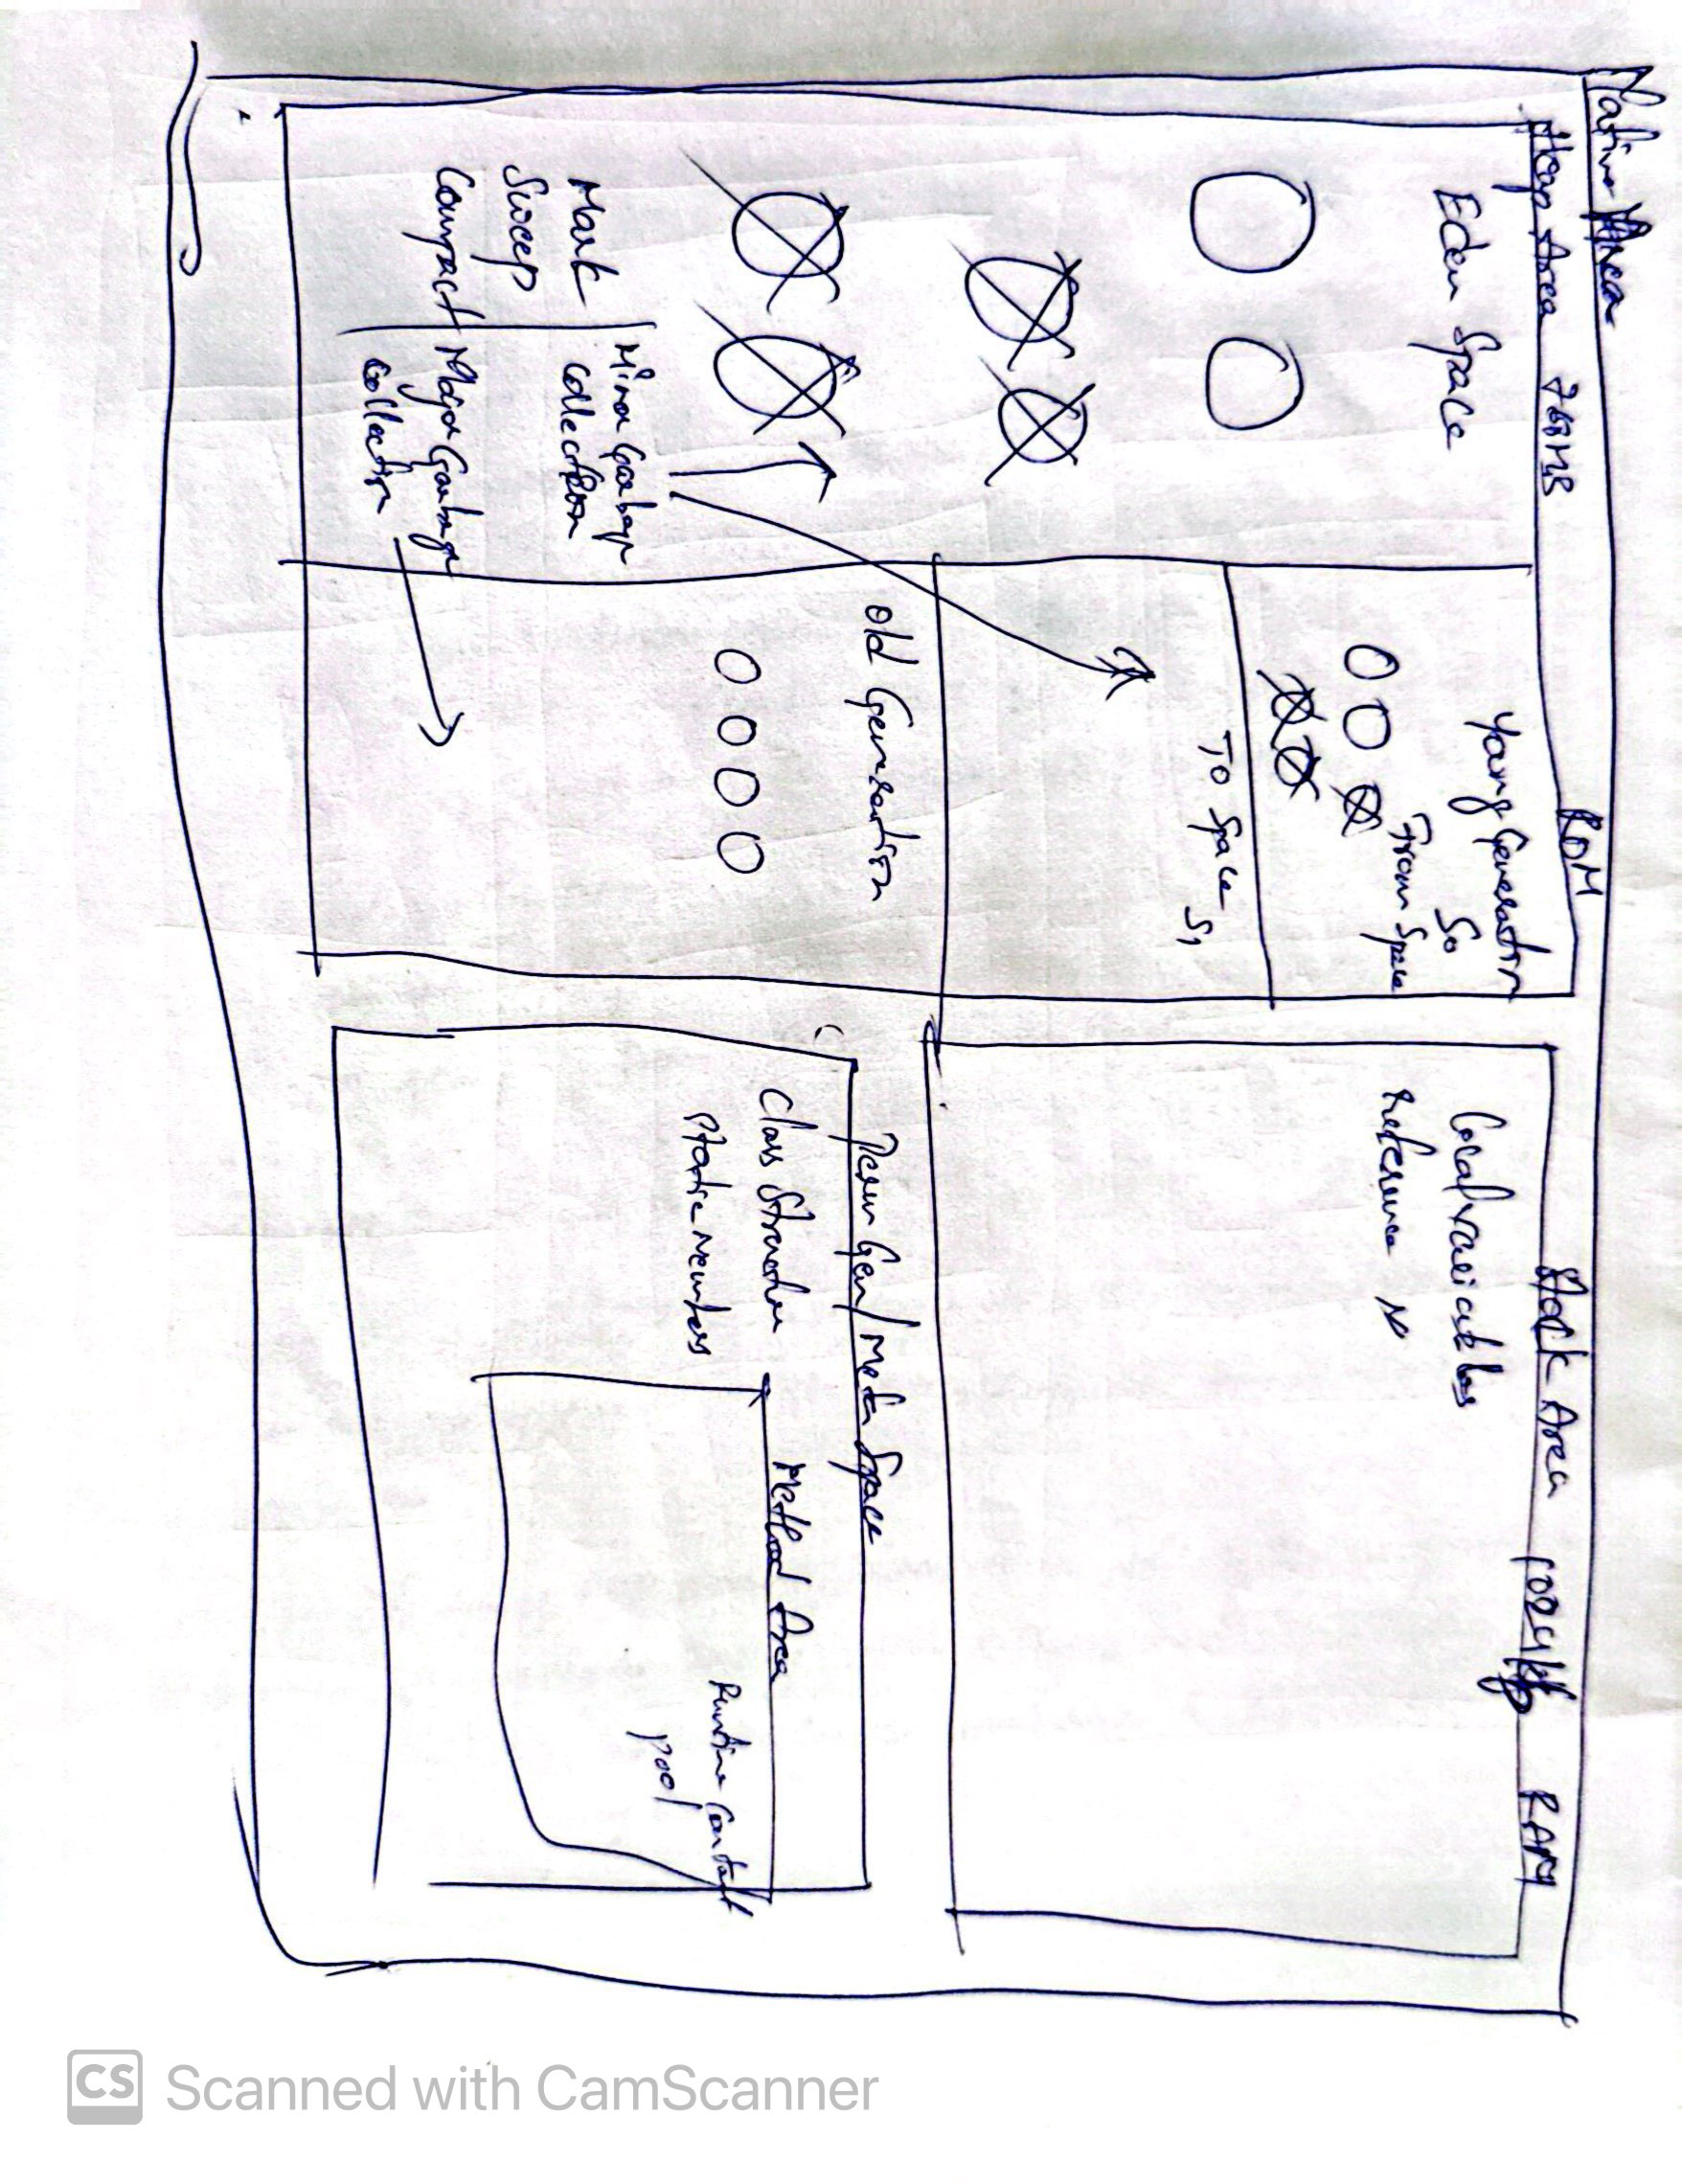 Native Area
Heap Area
ROM
Stack Area 1024kb RAM
Eden Space
Young Generation
S0
From Space
To Space S1
Old Generation
Mark
Sweep
Compact
Minor Garbage
Collection
Major Garbage
Collection
Local variables
Reference
Perm Gen/Meta Space
Class Structure
Static members
Method Area
Runtime Constant
pool
CS Scanned with CamScanner